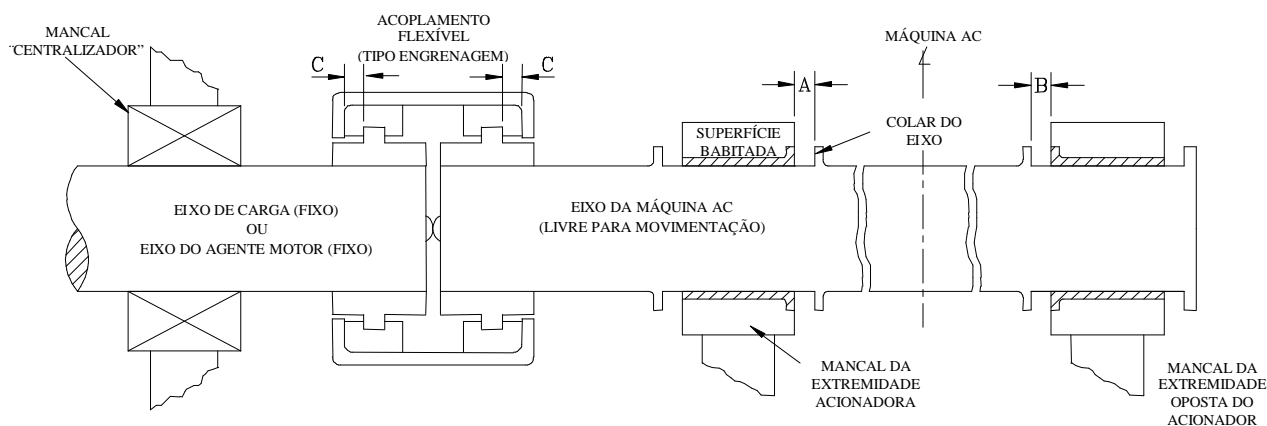 MANCAL
"CENTRALIZADOR"
ACOPLAMENTO
FLEXÍVEL
(TIPO ENGRENAGEM)
C
C
MÁQUINA AC
A
B
COLAR DO
EIXO
SUPERFÍCIE
BABITADA
EIXO DE CARGA (FIXO)
OU
EIXO DO AGENTE MOTOR (FIXO)
EIXO DA MÁQUINA AC
(LIVRE PARA MOVIMENTAÇÃO)
MANCAL DA
EXTREMIDADE
ACIONADORA
MANCAL DA
EXTREMIDADE
OPOSTA DO
ACIONADOR